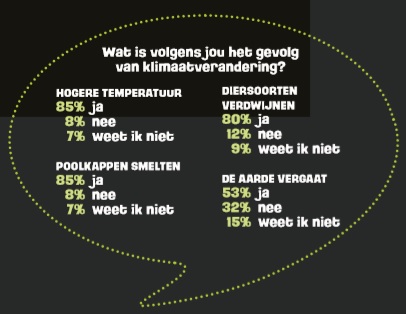 Wat is volgens jou het gevolg
van klimaatverandering?
HOGERE TEMPERATUUR
85% ja
8% nee
7% weet ik niet
POOLKAPPEN SMELTEN
85% ja
8% nee
7% weet ik niet
DIERSOORTEN
VERDWIJNEN
80% ja
12% nee
9% weet ik niet
DE AARDE VERGAAT
53% ja
32% nee
15% weet ik niet